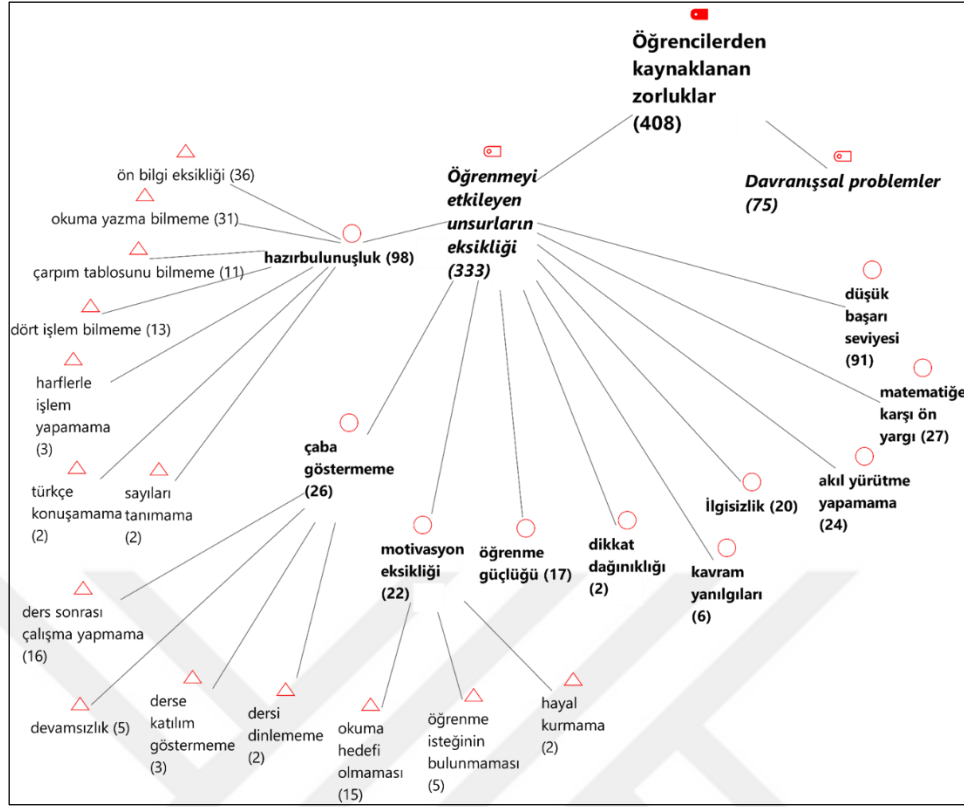 Öğrencilerden
kaynaklanan
zorluklar
(408)
Öğrenmeyi
etkileyen
unsurların
eksikliği
(333)
Davranışsal problemler
(75)
ön bilgi eksikliği (36)
okuma yazma bilmeme (31)
çarpım tablosunu bilmeme (11)
dört işlem bilmeme (13)
harflerle
işlem
yapamama
(3)
türkçe
konuşamama
(2)
sayıları
tanımama
(2)
hazırbulunuşluk (98)
çaba
göstermeme
(26)
ders sonrası
çalışma yapmama
(16)
devamsızlık (5)
derse
katılım
göstermeme
(3)
dersi
dinlememe
(2)
motivasyon
eksikliği
(22)
okuma
hedefi
olmaması
(15)
öğrenme
isteğinin
bulunmaması
(5)
hayal
kurmama
(2)
öğrenme
güçlüğü (17)
dikkat
dağınıklığı
(2)
kavram
yanılgıları
(6)
İlgisizlik (20)
akıl yürütme
yapamama
(24)
matematiğe
karşı ön
yargı (27)
düşük
başarı
seviyesi
(91)